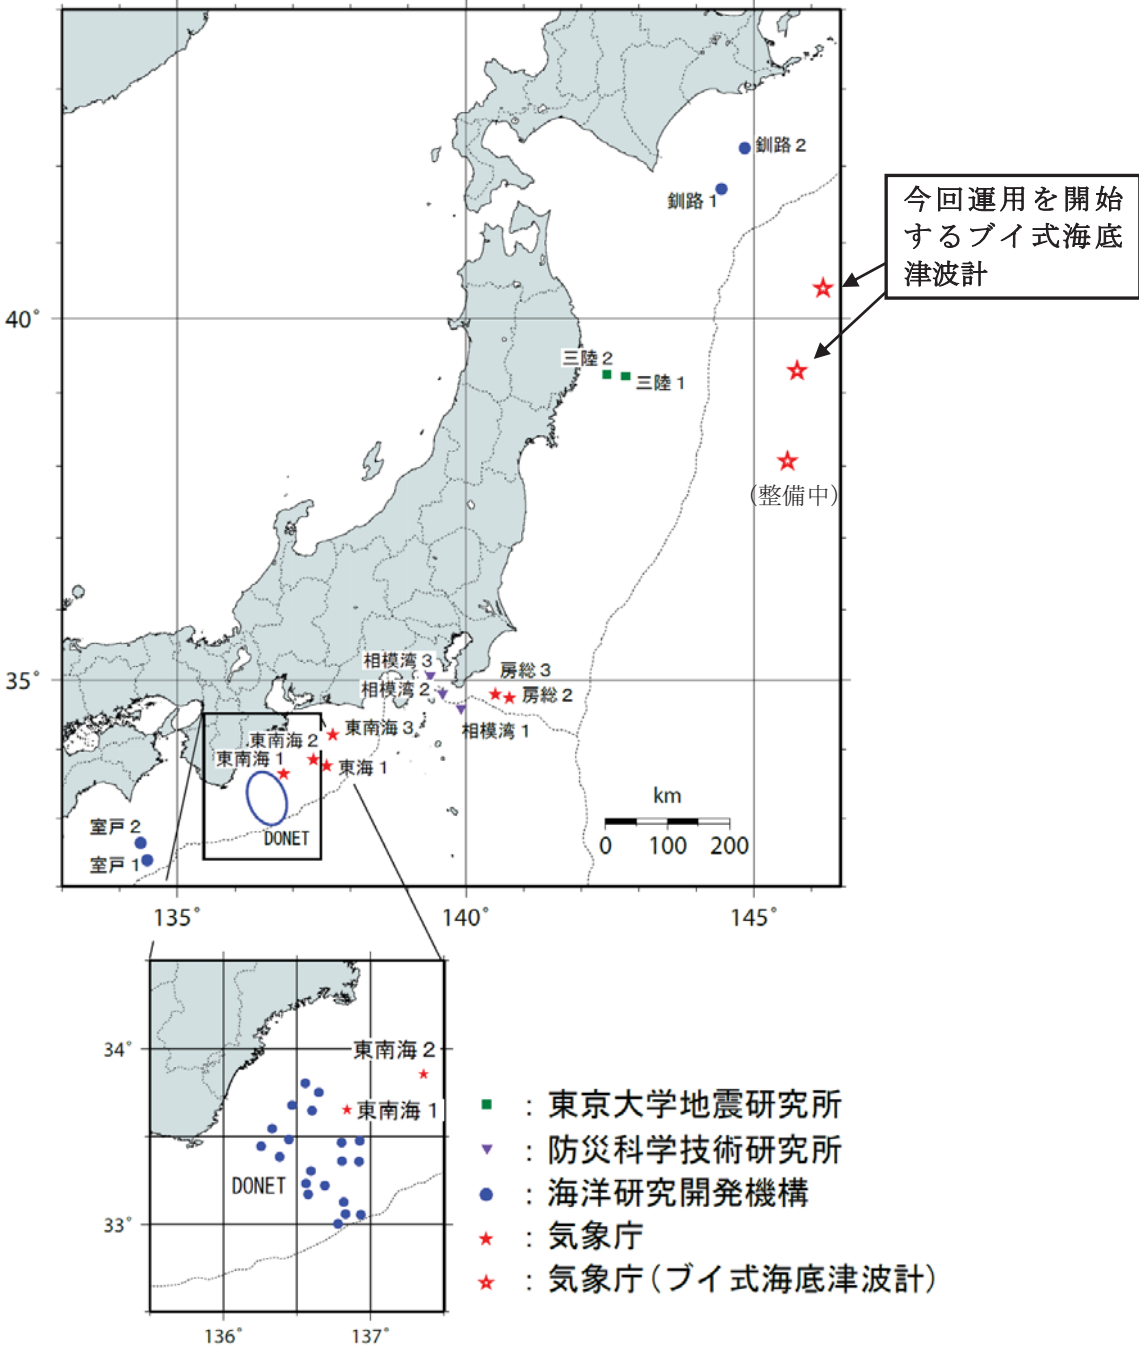 釧路２
釧路１
今回運用を開始
するブイ式海底
津波計
40°
三陸２
三陸１
(整備中)
35°
相模湾３
相模湾２
相模湾１
房総３
房総２
東南海３
東南海２
東南海１
東海１
DONET
室戸２
室戸１
km
0 100 200
135° 140° 145°
34°
東南海２
東南海１
DONET
33°
136° 137°
：東京大学地震研究所
：防災科学技術研究所
：海洋研究開発機構
：気象庁
：気象庁（ブイ式海底津波計）